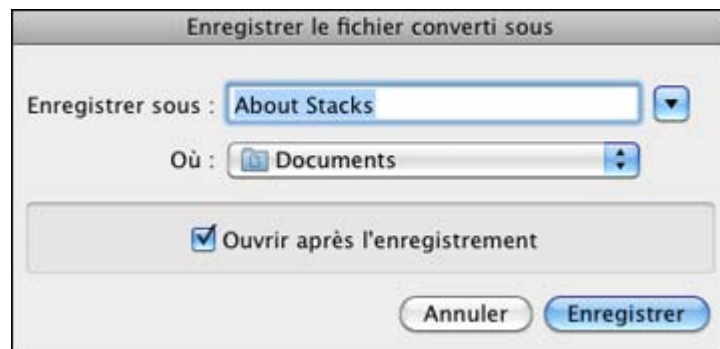 Enregistrer le fichier converti sous
Enregistrer sous : About Stacks
Où : Documents
Ouvrir après l'enregistrement
Annuler Enregistrer